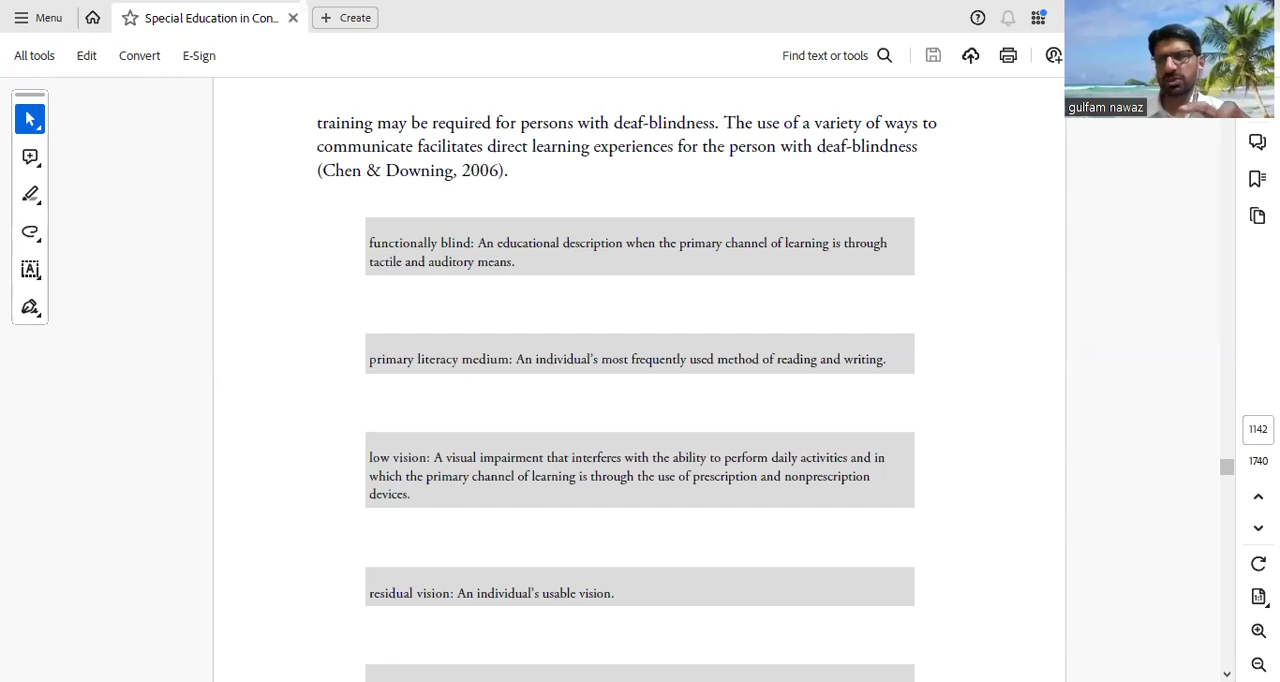 Menu
Special Education in Con...
Create
All tools
Edit
Convert
E-Sign
Find text or tools
gulfam nawaz
training may be required for persons with deaf-blindness. The use of a variety of ways to
communicate facilitates direct learning experiences for the person with deaf-blindness
(Chen & Downing, 2006).
functionally blind: An educational description when the primary channel of learning is through
tactile and auditory means.
primary literacy medium: An individual’s most frequently used method of reading and writing.
low vision: A visual impairment that interferes with the ability to perform daily activities and in
which the primary channel of learning is through the use of prescription and nonprescription
devices.
residual vision: An individual’s usable vision.
1142
1740